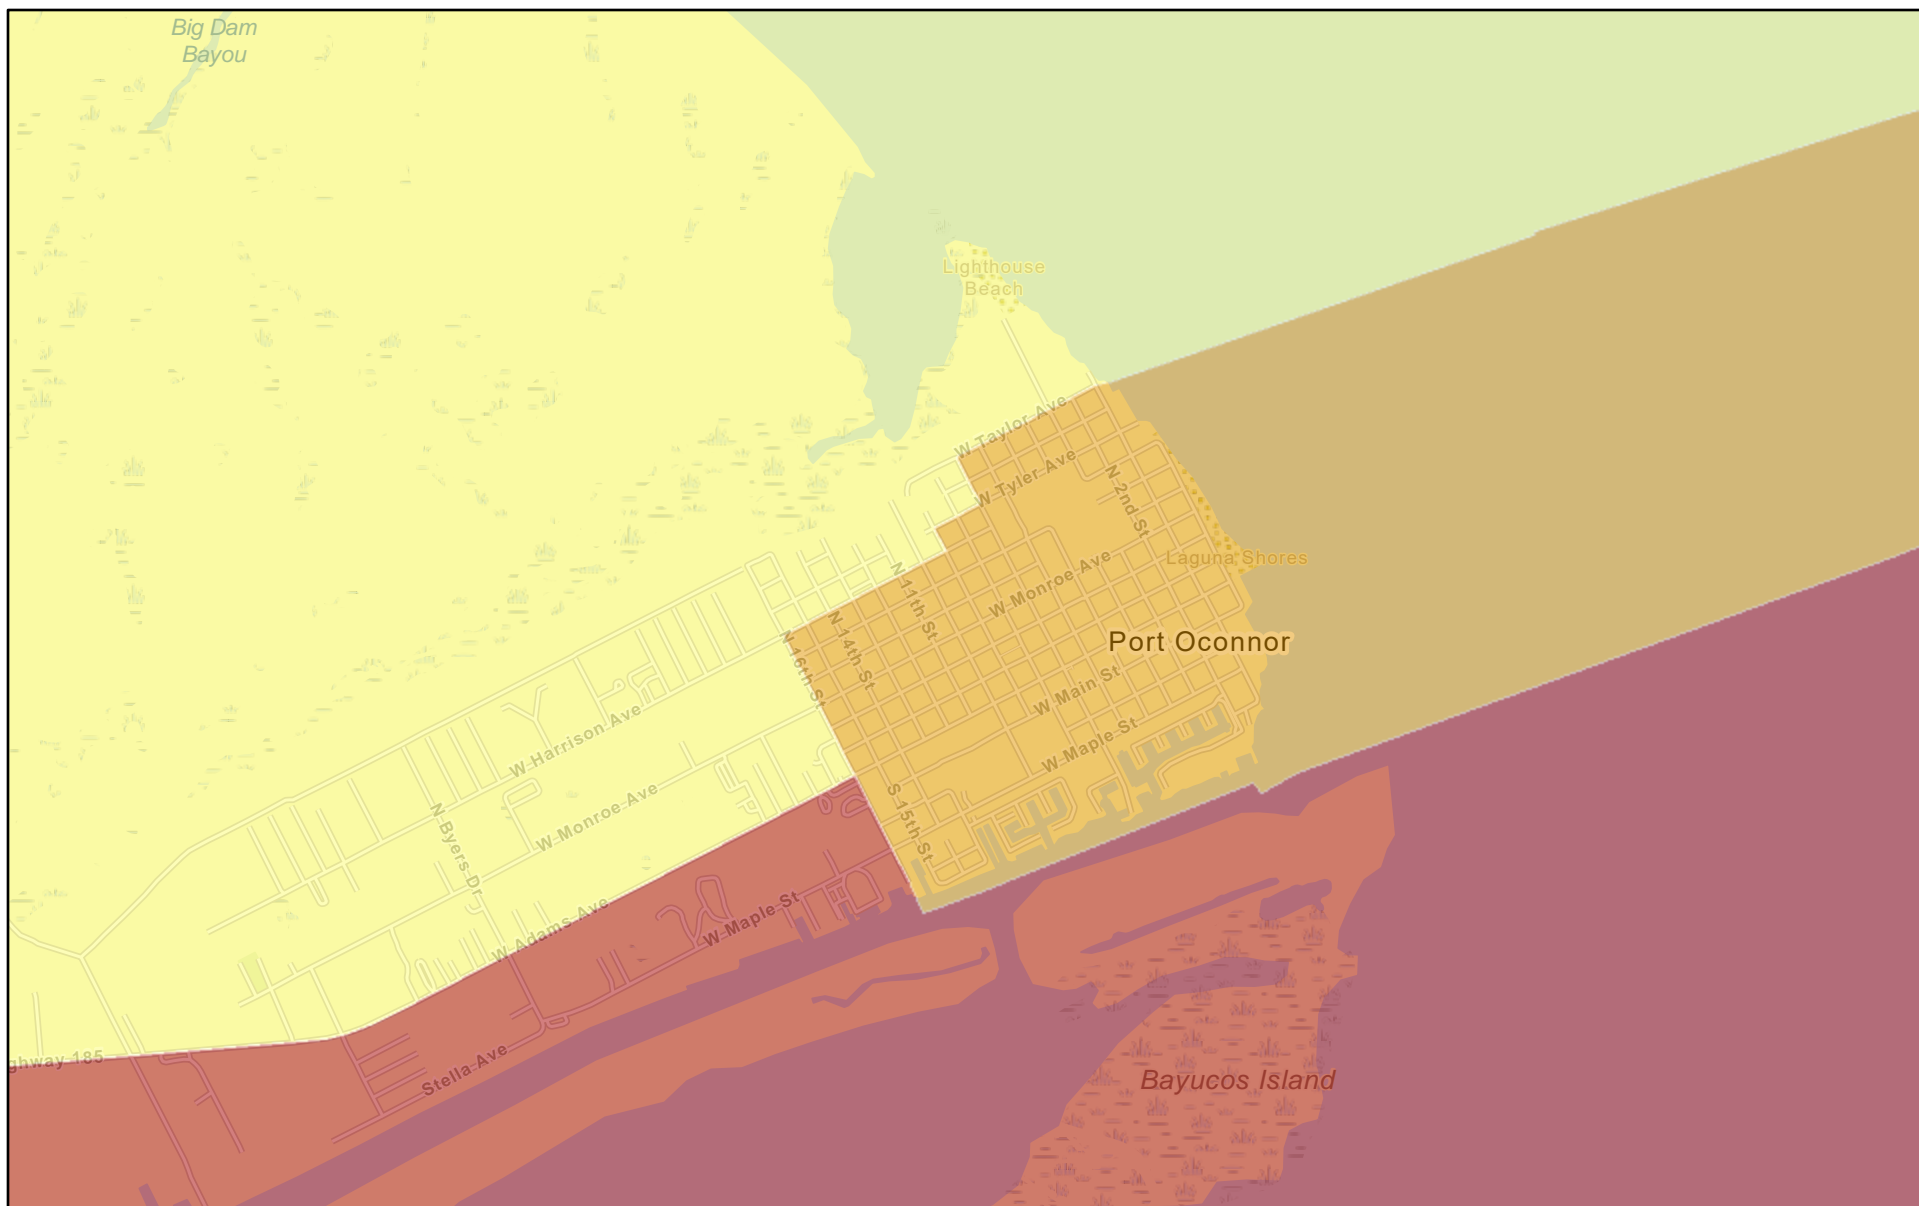 Big Dam
Bayou
Lighthouse
Beach
W Taylor Ave
W Tyler Ave
N 2nd St
Laguna Shores
N 11th St
W Monroe Ave
N 14th St
N 16th St
Port Oconnor
W Main St
W Harrison Ave
W Maple St
W Monroe Ave
S 15th St
N Byers Dr
W Adams Ave
W Maple St
ghway 185
Stella Ave
Bayucos Island